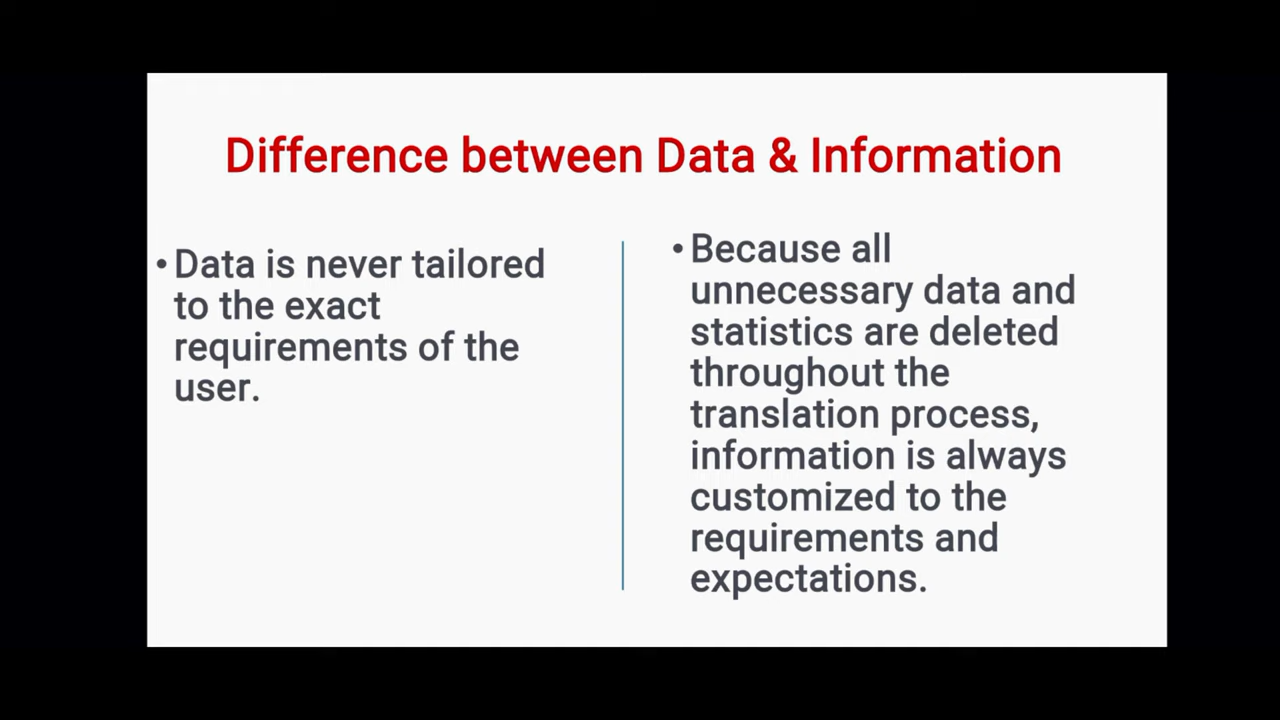 Difference between Data & Information
• Data is never tailored
to the exact
requirements of the
user.
• Because all
unnecessary data and
statistics are deleted
throughout the
translation process,
information is always
customized to the
requirements and
expectations.